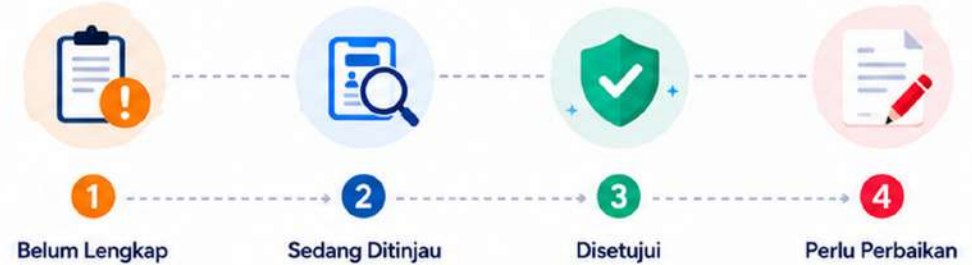 1
2
3
4
Belum Lengkap
Sedang Ditinjau
Disetujui
Perlu Perbaikan